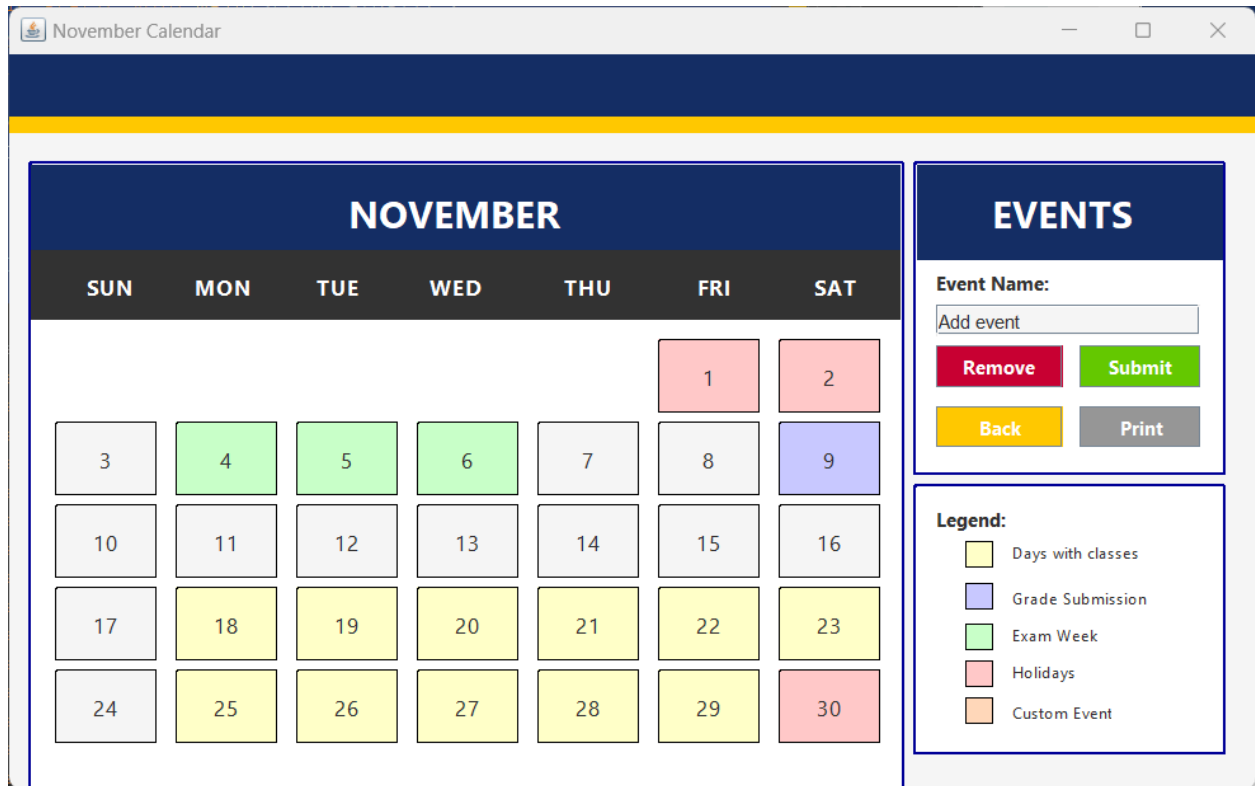 November Calendar
NOVEMBER
SUN MON TUE WED THU FRI SAT
1 2
3 4 5 6 7 8 9
10 11 12 13 14 15 16
17 18 19 20 21 22 23
24 25 26 27 28 29 30
EVENTS
Event Name:
Add event
Remove Submit
Back Print
Legend:
Days with classes
Grade Submission
Exam Week
Holidays
Custom Event